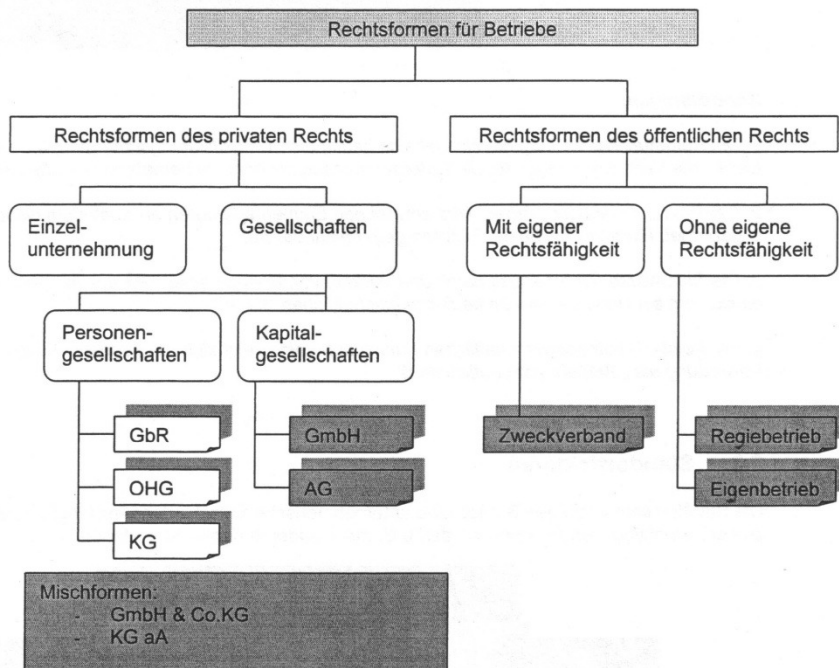 Rechtsformen für Betriebe
Rechtsformen des privaten Rechts
Rechtsformen des öffentlichen Rechts
Einzel-
unternehmung
Gesellschaften
Mit eigener
Rechtsfähigkeit
Ohne eigene
Rechtsfähigkeit
Personen-
gesellschaften
Kapital-
gesellschaften
GbR
OHG
KG
GmbH
AG
Zweckverband
Regiebetrieb
Eigenbetrieb
Mischformen:
- GmbH & Co.KG
- KG aA